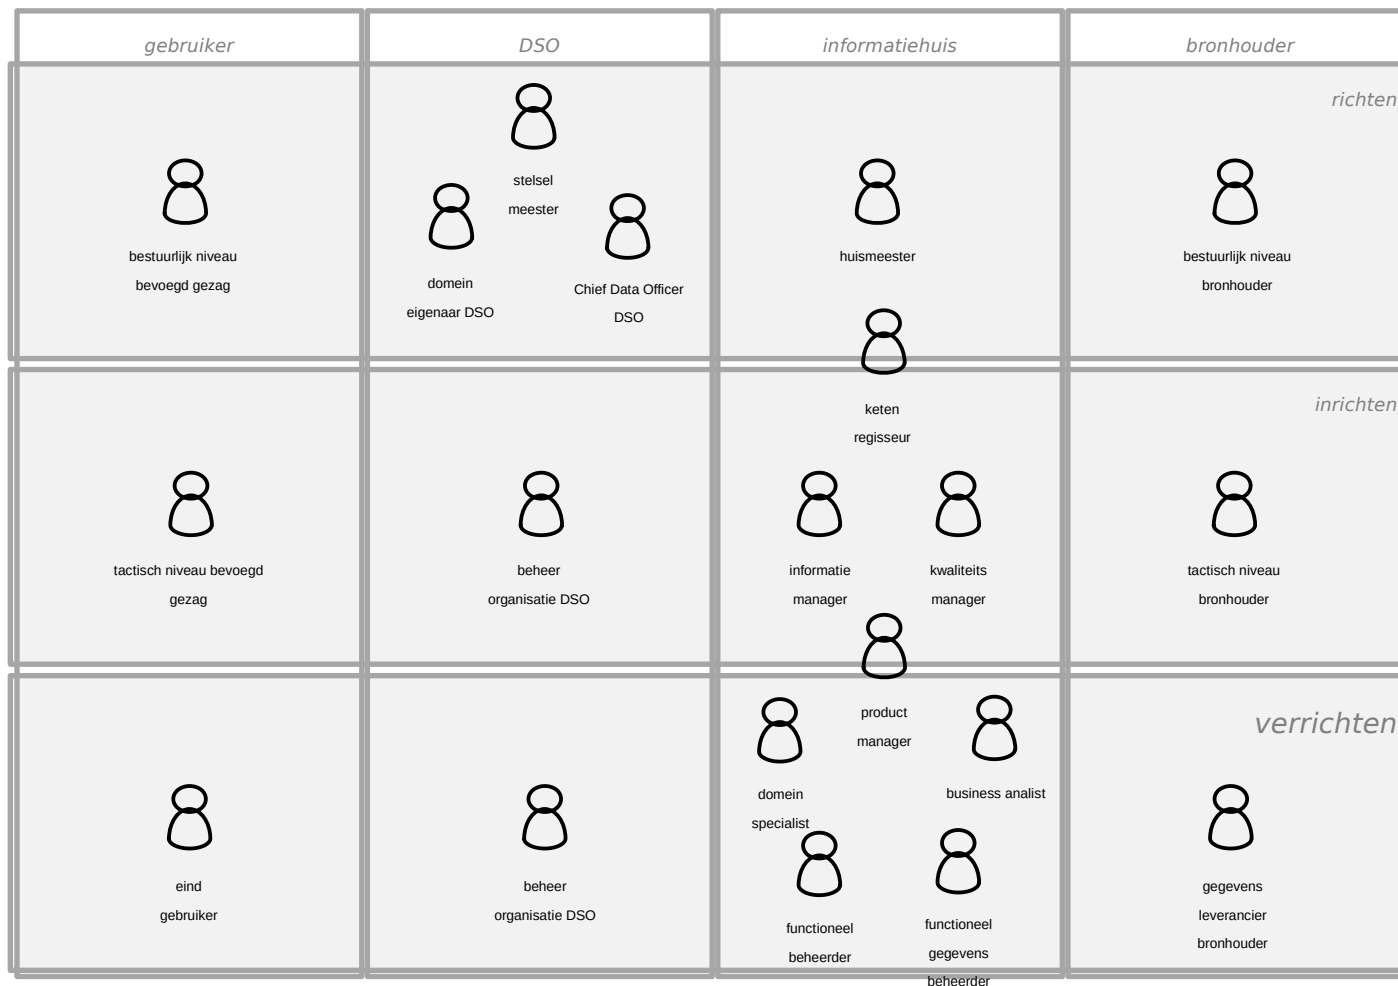 gebruiker
DSO
informatiehuis
bronhouder
richten
stelsel
meester
bestuurlijk niveau
bevoegd gezag
domein
eigenaar DSO
Chief Data Officer
DSO
huismeester
bestuurlijk niveau
bronhouder
inrichten
keten
regisseur
tactisch niveau bevoegd
gezag
beheer
organisatie DSO
informatie
manager
kwaliteits
manager
tactisch niveau
bronhouder
verrichten
product
manager
domein
specialist
business analist
eind
gebruiker
beheer
organisatie DSO
functioneel
beheerder
functioneel
gegevens
beheerder
gegevens
leverancier
bronhouder